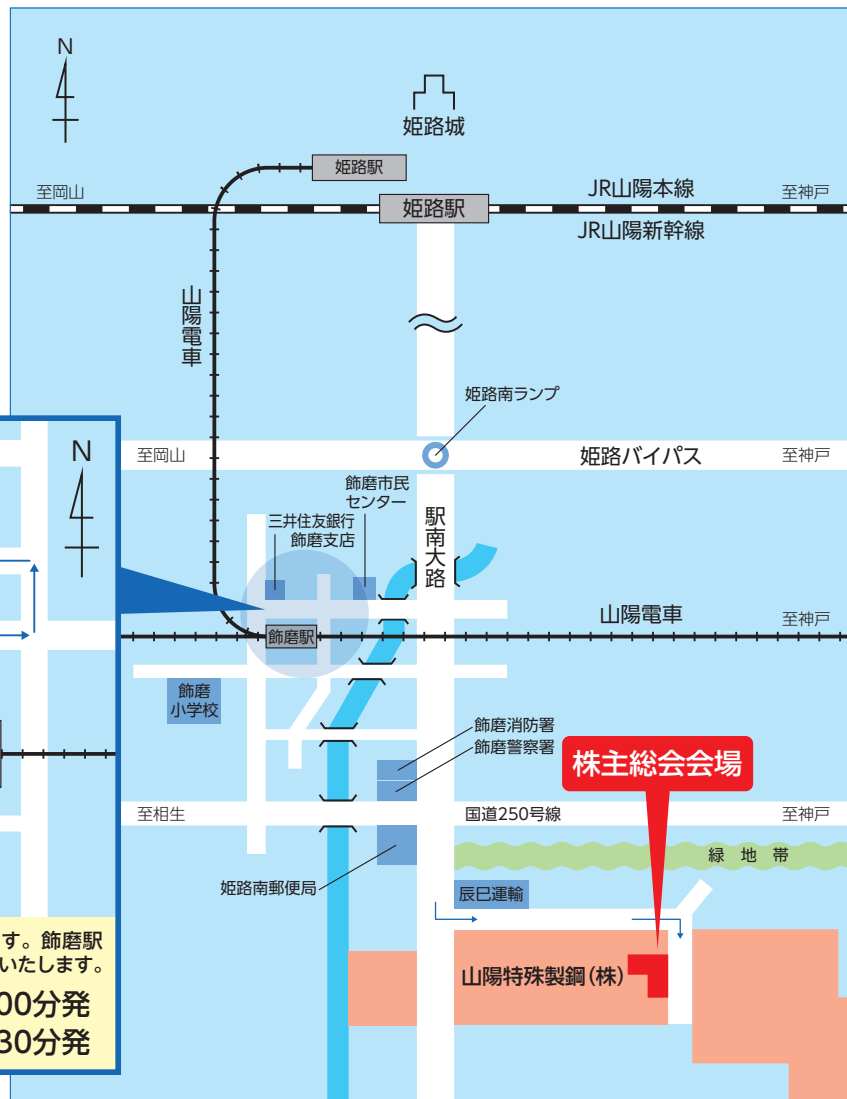 N
姫路城
姫路駅
至岡山
JR山陽本線
至神戸
姫路駅
JR山陽新幹線
山陽電車
姫路南ランプ
N
至岡山
姫路バイパス
至神戸
飾磨市民
センター
三井住友銀行
飾磨支店
駅南大路
山陽電車
至神戸
飾磨駅
飾磨
小学校
飾磨消防署
飾磨警察署
株主総会会場
至相生
国道250号線
至神戸
緑地帯
姫路南郵便局
辰巳運輸
す。飾磨駅
いたします。
山陽特殊製鋼(株)
00分発
30分発